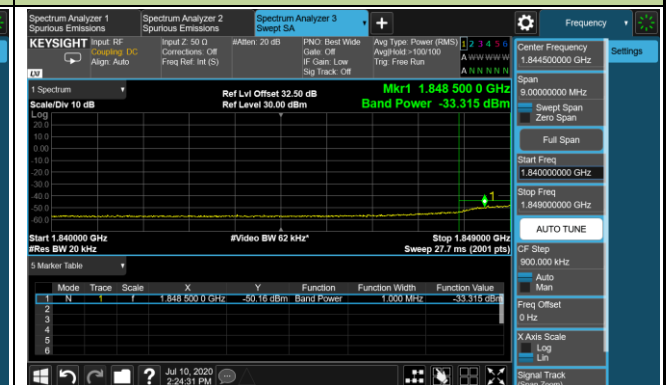 Spectrum Analyzer 1 Spectrum Analyzer 2 Spectrum Analyzer 3 Frequency
Spurious Emissions Spurious Emissions Swept SA
KEYSIGHT Input: RF Input Z: 50 Ω #Atten: 20 dB PNO: Best Wide Avg Type: Power (RMS) 1 2 3 4 5 6
Coupling: DC Corrections: Off Gate: Off Avg|Hold:>100/100 A W W W W W
Align: Auto Freq Ref: Int (S) IF Gain: Low Trig: Free Run A N N N N N
Sig Track: Off
LXI
1 Spectrum Ref Lvl Offset 32.50 dB Mkr1 1.848 500 0 GHz
Scale/Div 10 dB Ref Level 30.00 dBm Band Power -33.315 dBm
Log
20.0
10.0
0.00
-10.0
-20.0
-30.0
-40.0
-50.0
-60.0
1
Start 1.840000 GHz #Video BW 62 kHz* Stop 1.849000 GHz
#Res BW 20 kHz Sweep 27.7 ms (2001 pts)
5 Marker Table
Mode Trace Scale X Y Function Function Width Function Value
1 N 1 f 1.848 500 0 GHz -50.16 dBm Band Power 1.000 MHz -33.315 dBm
2
3
4
5
6
Jul 10, 2020
2:24:31 PM
Center Frequency
1.844500000 GHz
Settings
Span
9.00000000 MHz
Swept Span
Zero Span
Full Span
Start Freq
1.840000000 GHz
Stop Freq
1.849000000 GHz
AUTO TUNE
CF Step
900.000 kHz
Auto
Man
Freq Offset
0 Hz
X Axis Scale
Log
Lin
Signal Track
(Span Zoom)